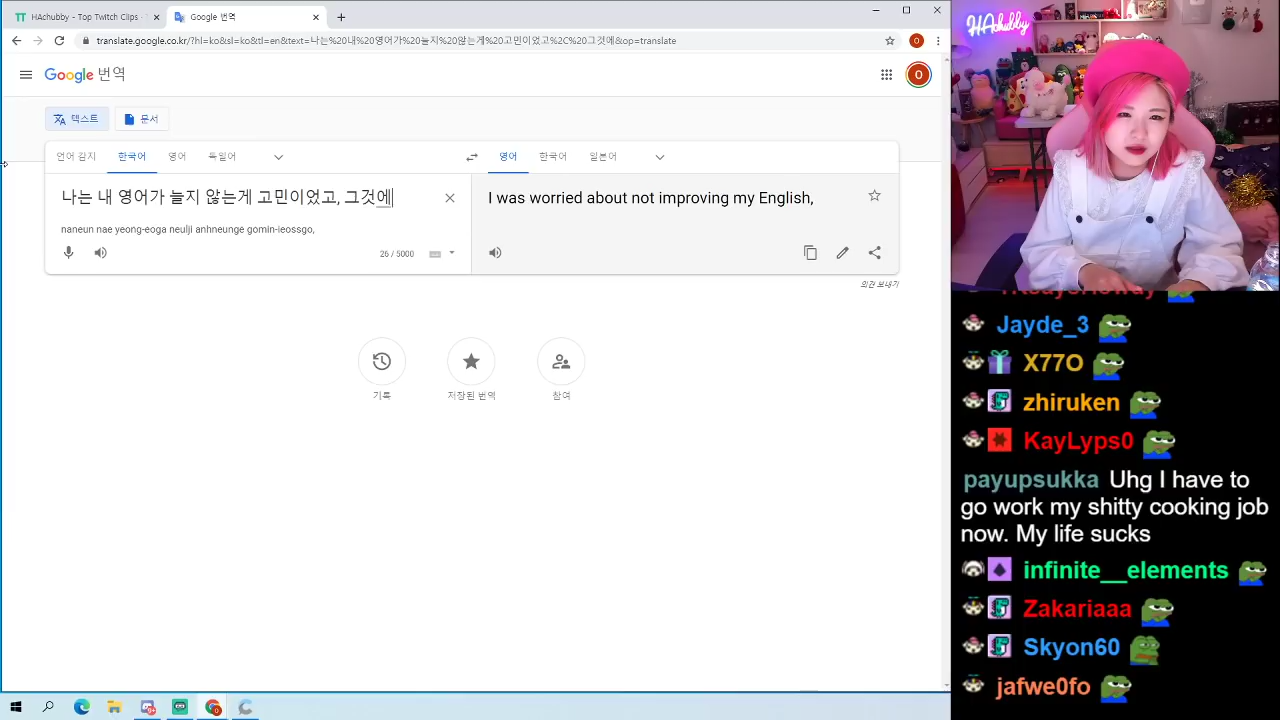 HAchubby - Top Twitch Clips - T
Google 번역
translate.google.co.kr/?hl=ko&sl=ko&tl=en&text=나는%20내%20영어가%20늘지%20않는게%20고민이었고%2C%20그것에&op=translate
Google 번역
텍스트
문서
언어 감지 한국어 영어 독일어
영어 한국어 일본어
나는 내 영어가 늘지 않는게 고민이었고, 그것에
I was worried about not improving my English,
naneun nae yeong-eoga neulji anhneunge gomin-ieossgo,
26 / 5000
의견 보내기
기록
저장된 번역
참여
HAchubby
Jayde_3
X77O
zhiruken
KayLyps0
payupsukka Uhg I have to
go work my shitty cooking job
now. My life sucks
infinite__elements
Zakariaaa
Skyon60
jafwe0fo